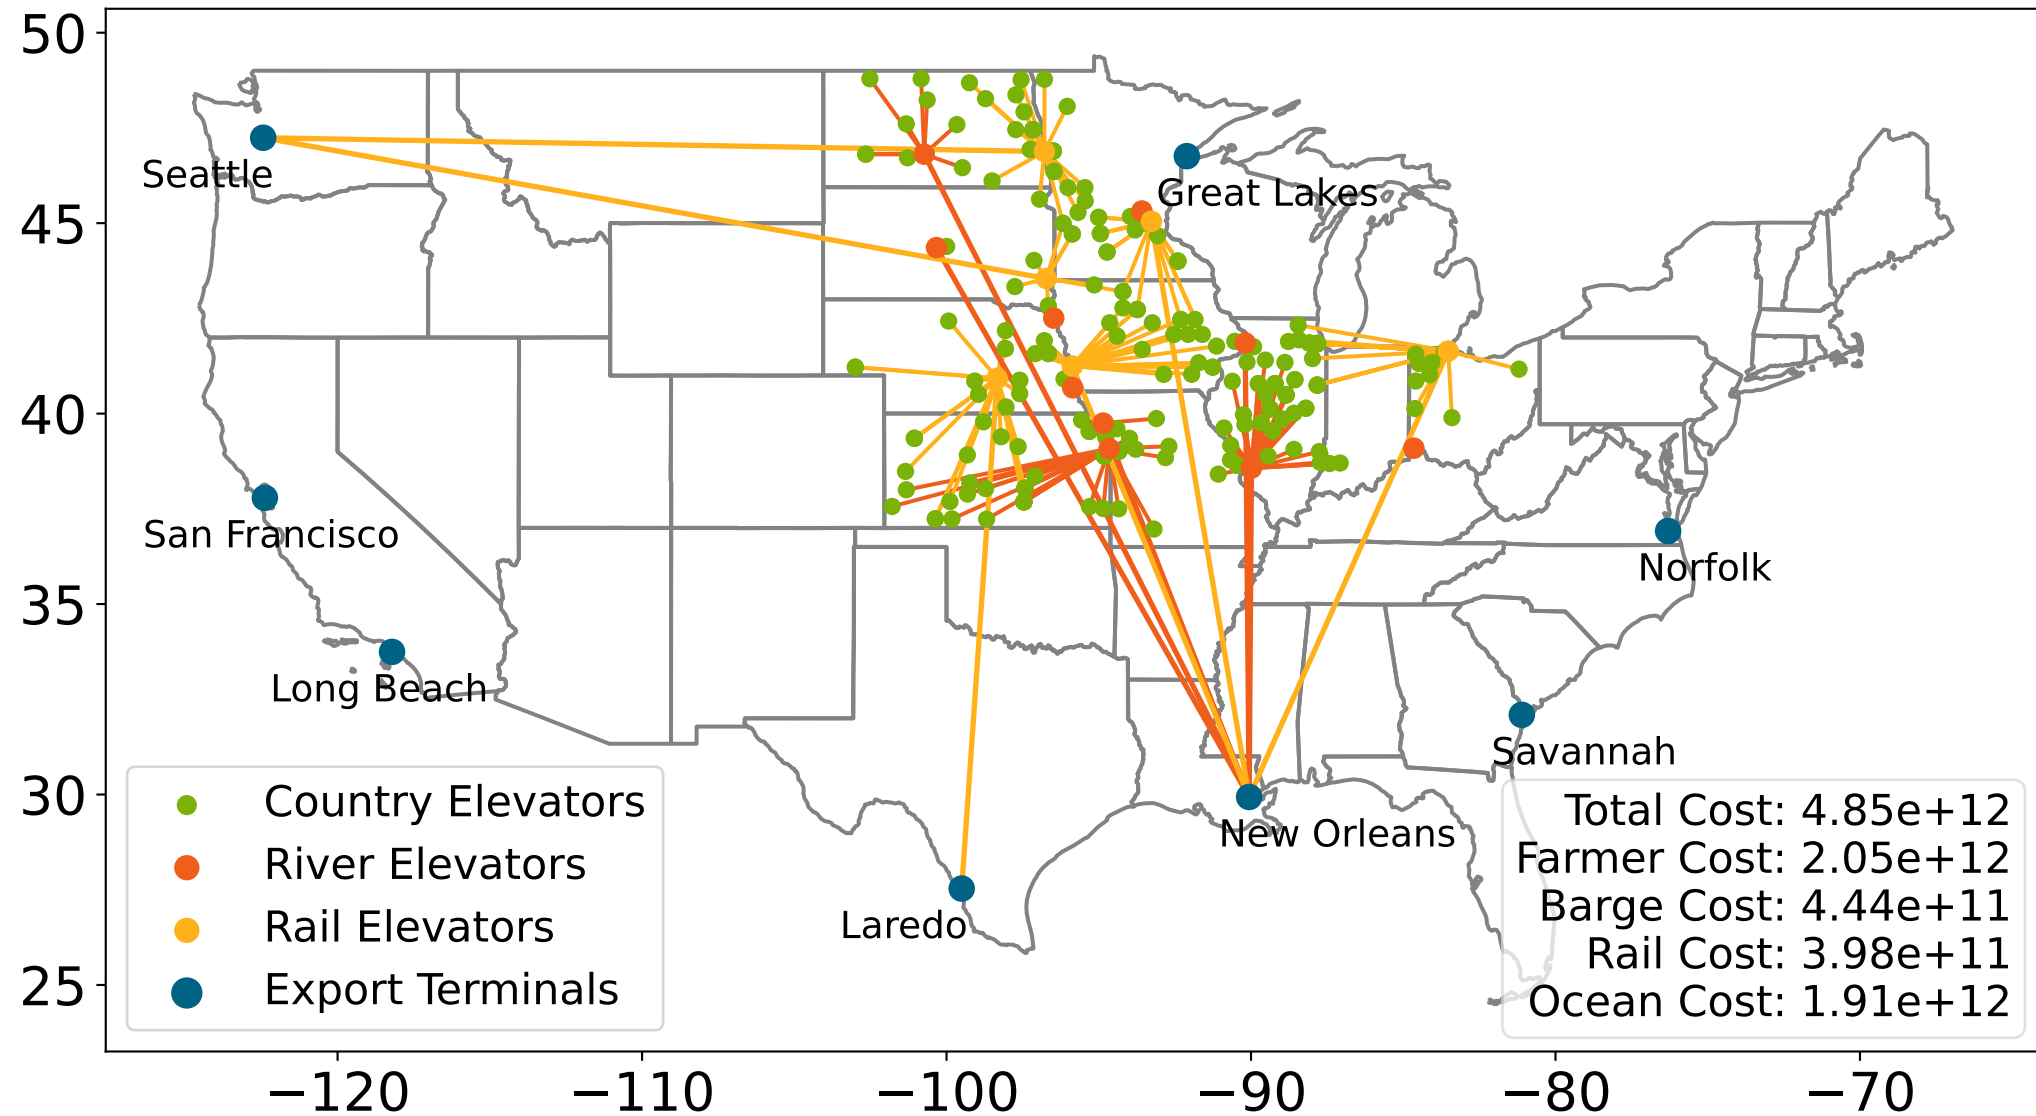 50
45
40
35
30
25
Seattle
Great Lakes
San Francisco
Norfolk
Long Beach
Savannah
New Orleans
Laredo
Country Elevators
River Elevators
Rail Elevators
Export Terminals
Total Cost: 4.85e+12
Farmer Cost: 2.05e+12
Barge Cost: 4.44e+11
Rail Cost: 3.98e+11
Ocean Cost: 1.91e+12
−120 −110 −100 −90 −80 −70